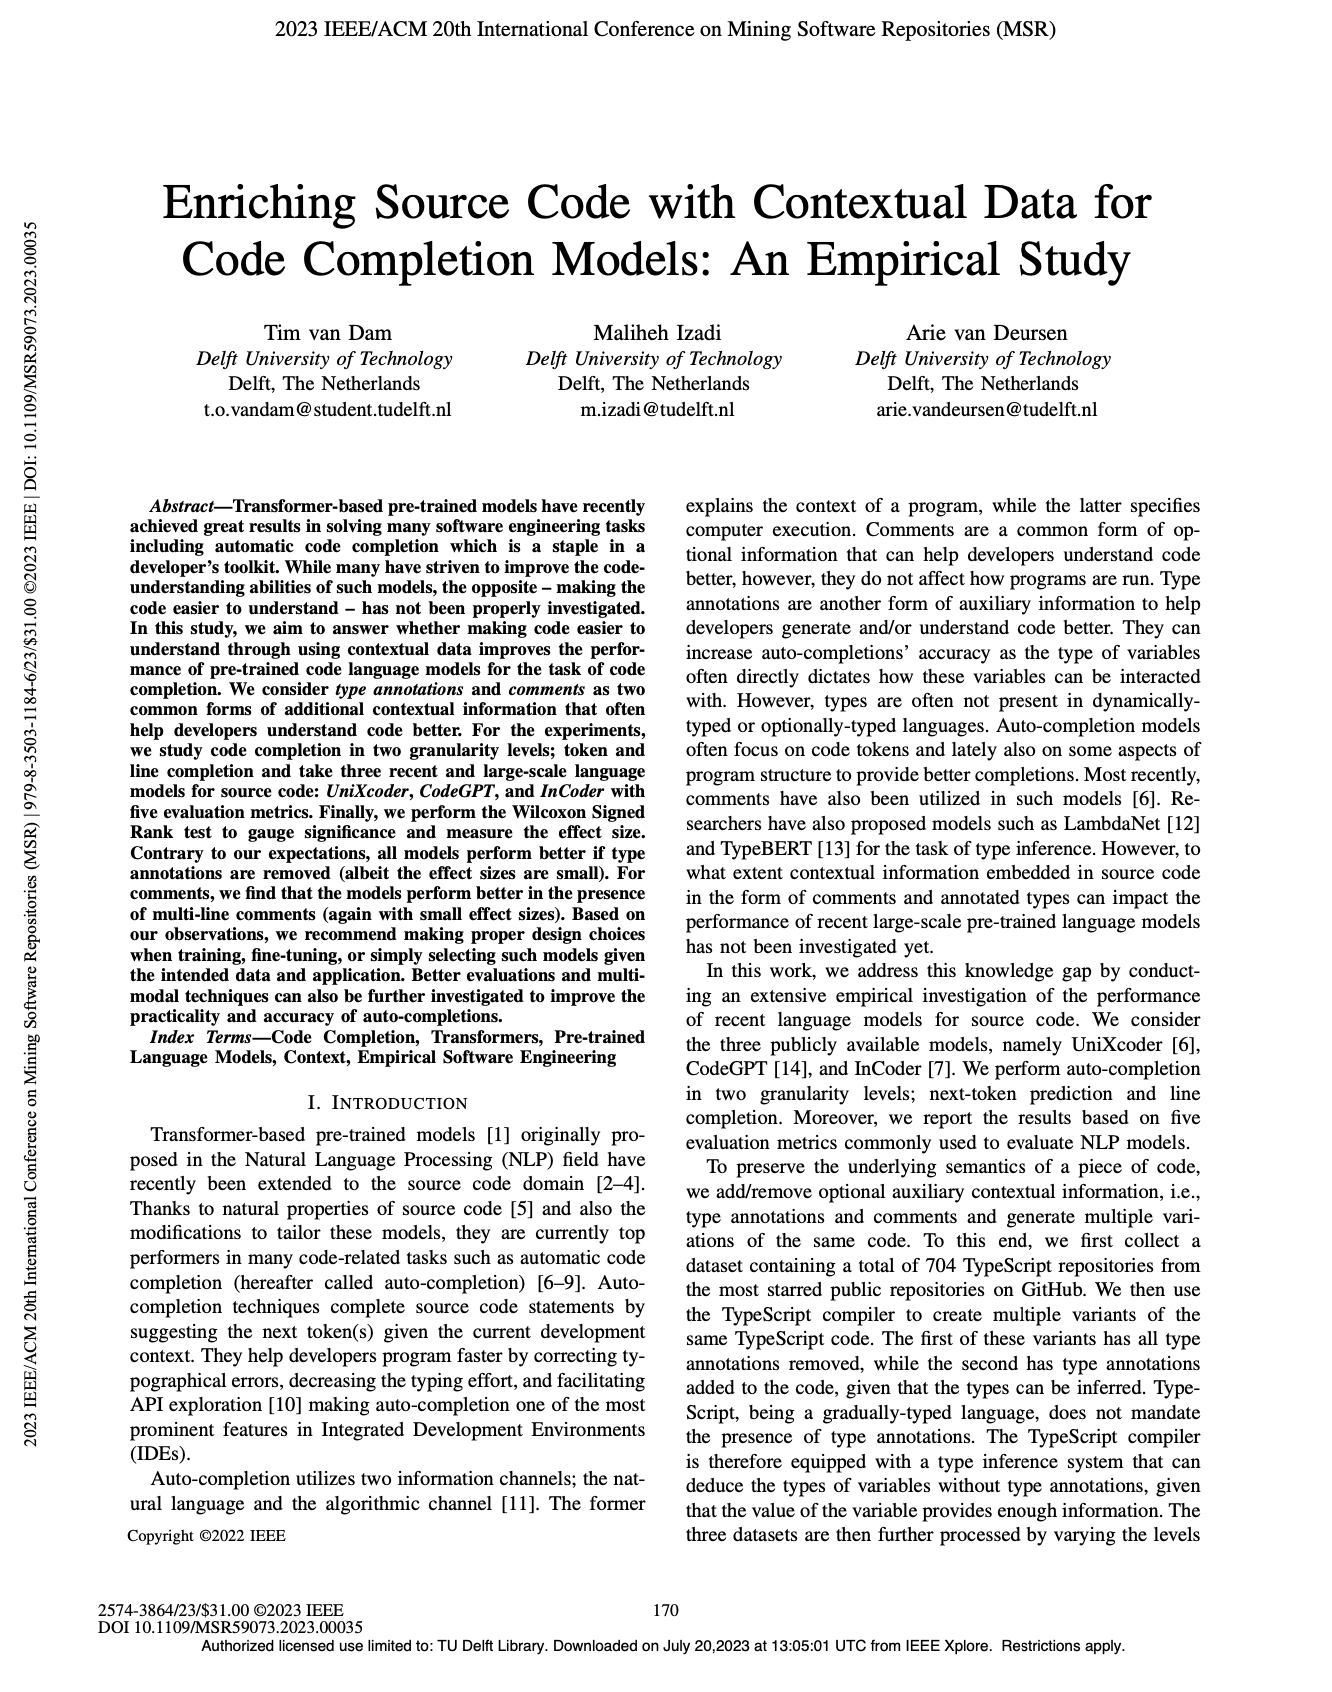 2023 IEEE/ACM 20th International Conference on Mining Software Repositories (MSR)
2023 IEEE/ACM 20th International Conference on Mining Software Repositories (MSR) | 979-8-3503-1184-6/23/$31.00 ©2023 IEEE | DOI: 10.1109/MSR59073.2023.00035
Enriching Source Code with Contextual Data for
Code Completion Models: An Empirical Study
Tim van Dam
Delft University of Technology
Delft, The Netherlands
t.o.vandam@student.tudelft.nl
Maliheh Izadi
Delft University of Technology
Delft, The Netherlands
m.izadi@tudelft.nl
Arie van Deursen
Delft University of Technology
Delft, The Netherlands
arie.vandeursen@tudelft.nl
Abstract—Transformer-based pre-trained models have recently
achieved great results in solving many software engineering tasks
including automatic code completion which is a staple in a
developer's toolkit. While many have striven to improve the code-
understanding abilities of such models, the opposite – making the
code easier to understand – has not been properly investigated.
In this study, we aim to answer whether making code easier to
understand through using contextual data improves the perfor-
mance of pre-trained code language models for the task of code
completion. We consider type annotations and comments as two
common forms of additional contextual information that often
help developers understand code better. For the experiments,
we study code completion in two granularity levels; token and
line completion and take three recent and large-scale language
models for source code: UniXcoder, CodeGPT, and InCoder with
five evaluation metrics. Finally, we perform the Wilcoxon Signed
Rank test to gauge significance and measure the effect size.
Contrary to our expectations, all models perform better if type
annotations are removed (albeit the effect sizes are small). For
comments, we find that the models perform better in the presence
of multi-line comments (again with small effect sizes). Based on
our observations, we recommend making proper design choices
when training, fine-tuning, or simply selecting such models given
the intended data and application. Better evaluations and multi-
modal techniques can also be further investigated to improve the
practicality and accuracy of auto-completions.
Index Terms—Code Completion, Transformers, Pre-trained
Language Models, Context, Empirical Software Engineering
I. INTRODUCTION
Transformer-based pre-trained models [1] originally pro-
posed in the Natural Language Processing (NLP) field have
recently been extended to the source code domain [2–4].
Thanks to natural properties of source code [5] and also the
modifications to tailor these models, they are currently top
performers in many code-related tasks such as automatic code
completion (hereafter called auto-completion) [6–9]. Auto-
completion techniques complete source code statements by
suggesting the next token(s) given the current development
context. They help developers program faster by correcting ty-
pographical errors, decreasing the typing effort, and facilitating
API exploration [10] making auto-completion one of the most
prominent features in Integrated Development Environments
(IDEs).
Auto-completion utilizes two information channels; the nat-
ural language and the algorithmic channel [11]. The former
Copyright ©2022 IEEE
explains the context of a program, while the latter specifies
computer execution. Comments are a common form of op-
tional information that can help developers understand code
better, however, they do not affect how programs are run. Type
annotations are another form of auxiliary information to help
developers generate and/or understand code better. They can
increase auto-completions' accuracy as the type of variables
often directly dictates how these variables can be interacted
with. However, types are often not present in dynamically-
typed or optionally-typed languages. Auto-completion models
often focus on code tokens and lately also on some aspects of
program structure to provide better completions. Most recently,
comments have also been utilized in such models [6]. Re-
searchers have also proposed models such as LambdaNet [12]
and TypeBERT [13] for the task of type inference. However, to
what extent contextual information embedded in source code
in the form of comments and annotated types can impact the
performance of recent large-scale pre-trained language models
has not been investigated yet.
In this work, we address this knowledge gap by conduct-
ing an extensive empirical investigation of the performance
of recent language models for source code. We consider
the three publicly available models, namely UniXcoder [6],
CodeGPT [14], and InCoder [7]. We perform auto-completion
in two granularity levels; next-token prediction and line
completion. Moreover, we report the results based on five
evaluation metrics commonly used to evaluate NLP models.
To preserve the underlying semantics of a piece of code,
we add/remove optional auxiliary contextual information, i.e.,
type annotations and comments and generate multiple vari-
ations of the same code. To this end, we first collect a
dataset containing a total of 704 TypeScript repositories from
the most starred public repositories on GitHub. We then use
the TypeScript compiler to create multiple variants of the
same TypeScript code. The first of these variants has all type
annotations removed, while the second has type annotations
added to the code, given that the types can be inferred. Type-
Script, being a gradually-typed language, does not mandate
the presence of type annotations. The TypeScript compiler
is therefore equipped with a type inference system that can
deduce the types of variables without type annotations, given
that the value of the variable provides enough information. The
three datasets are then further processed by varying the levels
2574-3864/23/$31.00 ©2023 IEEE
DOI 10.1109/MSR59073.2023.00035
170
Authorized licensed use limited to: TU Delft Library. Downloaded on July 20,2023 at 13:05:01 UTC from IEEE Xplore. Restrictions apply.